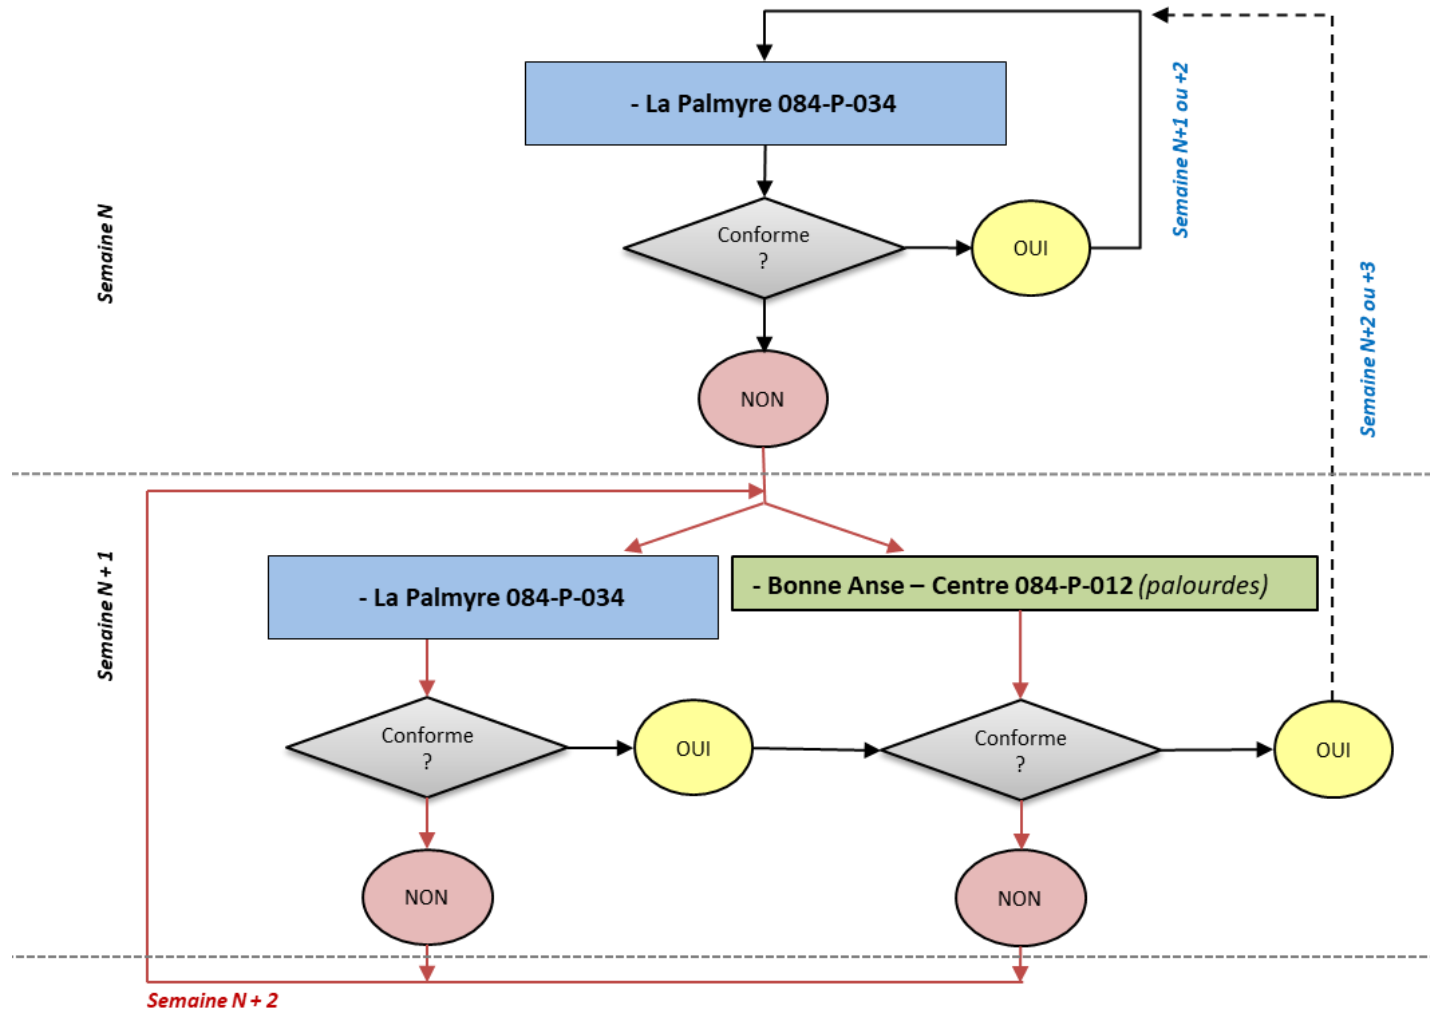 - La Palmyre 084-P-034
Semaine N+1 ou +2
Semaine N
Conforme
?
OUI
Semaine N+2 ou +3
NON
Semaine N + 1
- La Palmyre 084-P-034
- Bonne Anse – Centre 084-P-012 (palourdes)
Conforme
?
OUI
Conforme
?
OUI
NON
NON
Semaine N + 2